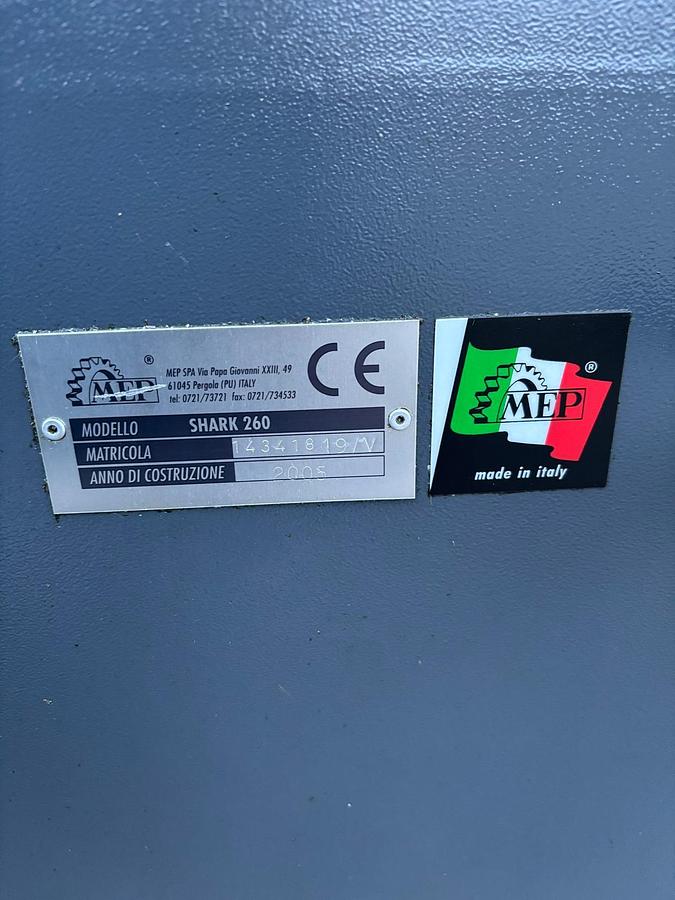 MEP®
MEP SPA Via Papa Giovanni XXIII, 49
61045 Pergola (PU) ITALY
tel: 0721/73721 fax: 0721/734533
CE
MODELLO SHARK 260
MATRICOLA 14341819/V
ANNO DI COSTRUZIONE 2005
MEP®
made in italy